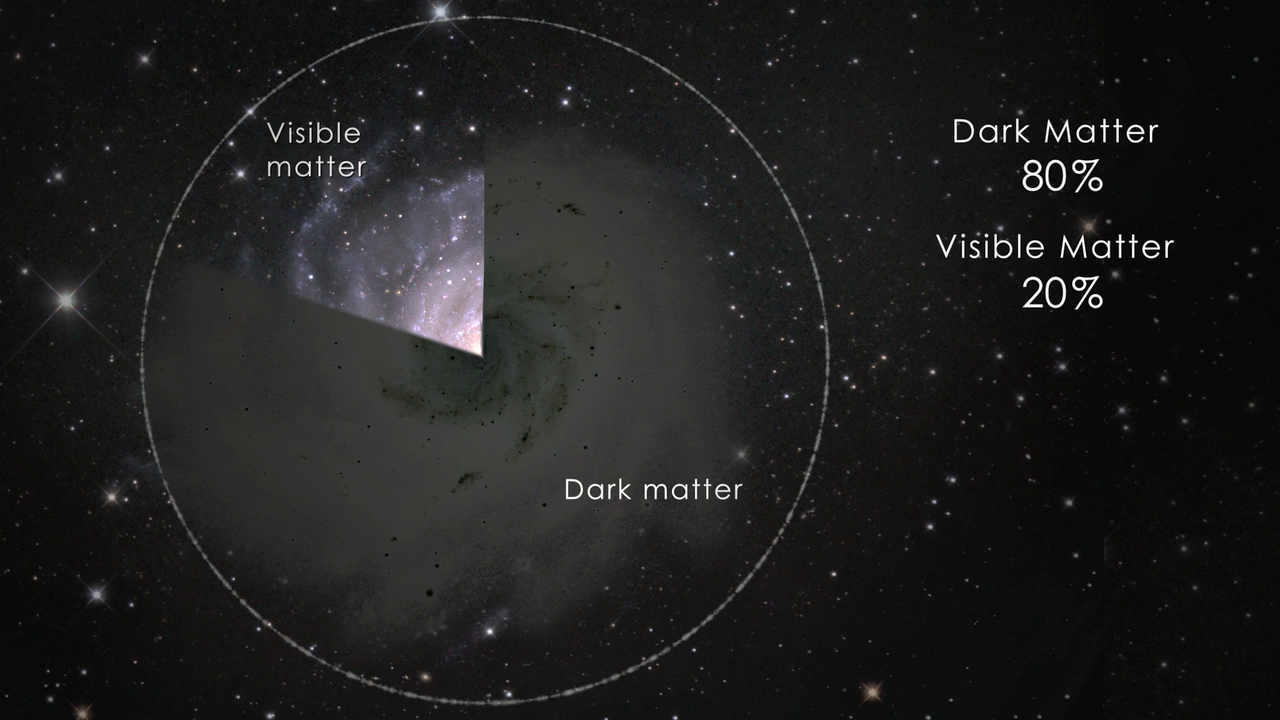 Visible
matter
Dark matter
Dark Matter
80%
Visible Matter
20%